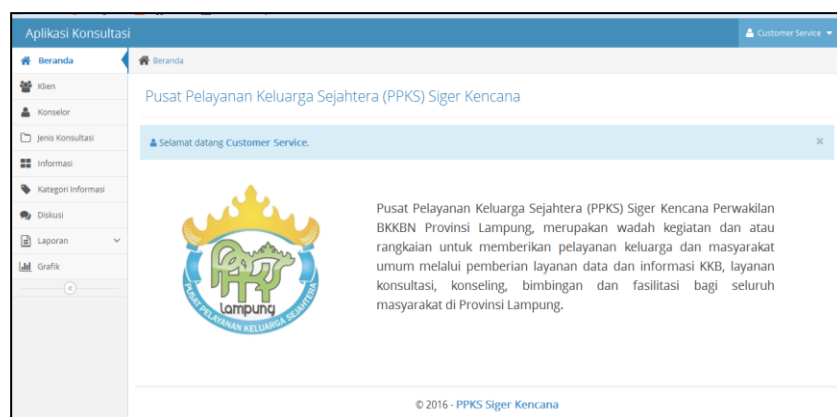 Aplikasi Konsultasi
Customer Service
Beranda
Beranda
Klien
Konselor
Jenis Konsultasi
Informasi
Kategori Informasi
Diskusi
Laporan
Grafik
Pusat Pelayanan Keluarga Sejahtera (PPKS) Siger Kencana
Selamat datang Customer Service.
Lampung
PUSAT PELAYANAN KELUARGA SEJAHTERA
Pusat Pelayanan Keluarga Sejahtera (PPKS) Siger Kencana Perwakilan
BKKBN Provinsi Lampung, merupakan wadah kegiatan dan atau
rangkaian untuk memberikan pelayanan keluarga dan masyarakat
umum melalui pemberian layanan data dan informasi KKB, layanan
konsultasi, konseling, bimbingan dan fasilitasi bagi seluruh
masyarakat di Provinsi Lampung.
© 2016 - PPKS Siger Kencana